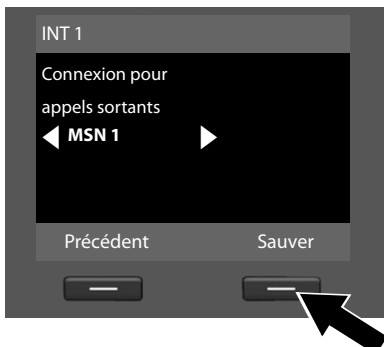 INT 1
Connexion pour
appels sortants
MSN 1
Précédent Sauver